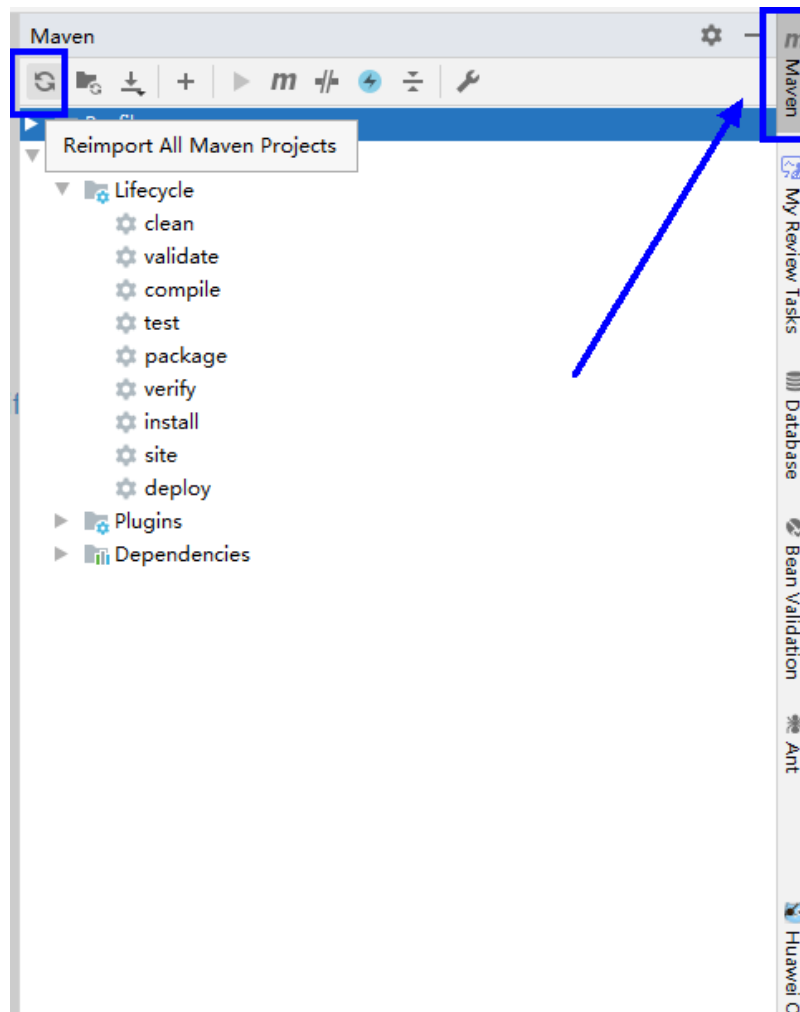 Maven
Reimport All Maven Projects
Lifecycle
clean
validate
compile
test
package
verify
install
site
deploy
Plugins
Dependencies
Maven
My Review Tasks
Database
Bean Validation
Ant
Huawei